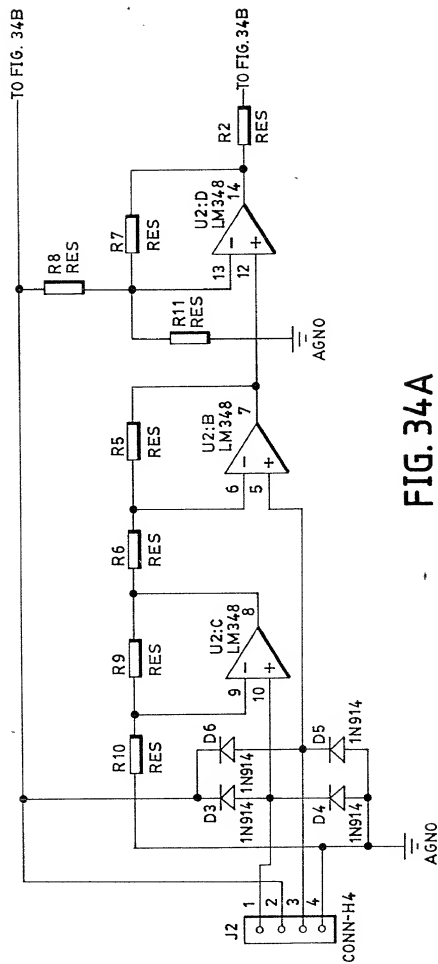 TO FIG. 34B
R8
RES
R7
RES
R2
RES
TO FIG. 34B
U2:D
LM348
13
12
14
R11
RES
AGNO
R5
RES
U2:B
LM348
6
5
7
R6
RES
R9
RES
U2:C
LM348
9
10
8
R10
RES
D6
1N914
D3
1N914
D5
1N914
D4
1N914
AGNO
J2
1
2
3
4
CONN-H4
FIG. 34A